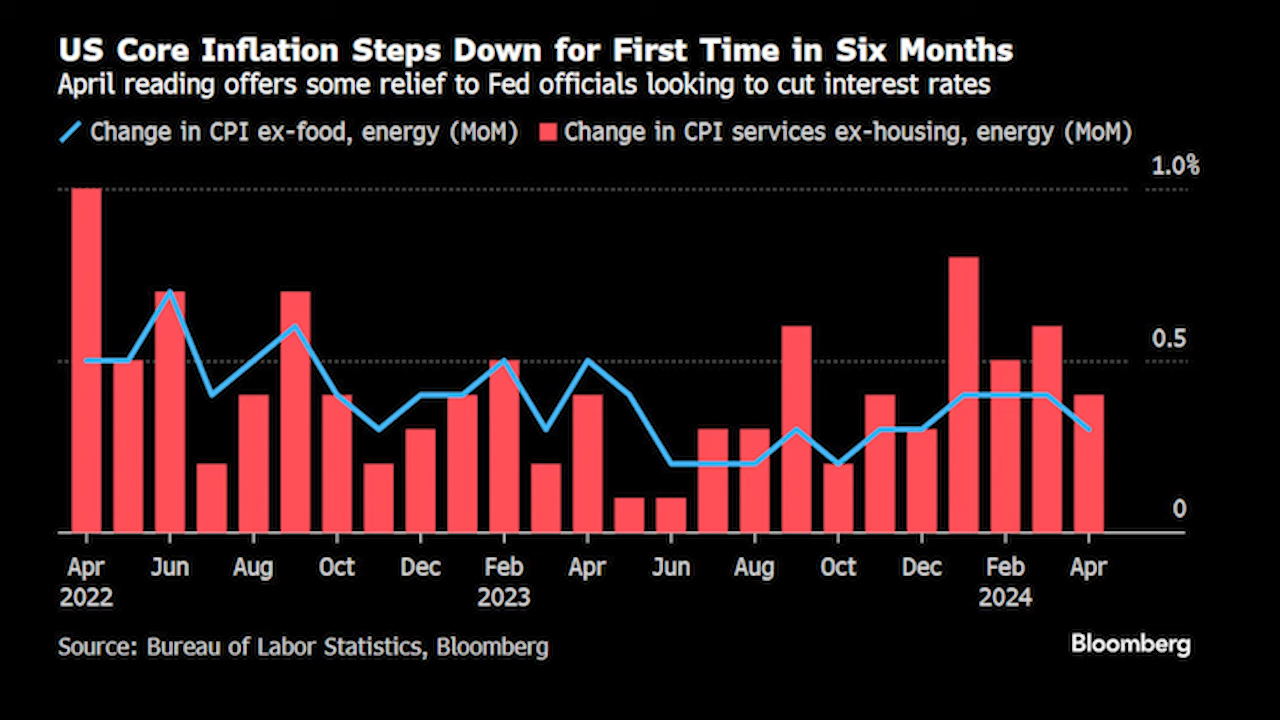 US Core Inflation Steps Down for First Time in Six Months
April reading offers some relief to Fed officials looking to cut interest rates
Change in CPI ex-food, energy (MoM) Change in CPI services ex-housing, energy (MoM)
1.0%
0.5
0
Apr Jun Aug Oct Dec Feb Apr Jun Aug Oct Dec Feb Apr
2022 2023 2024
Source: Bureau of Labor Statistics, Bloomberg
Bloomberg